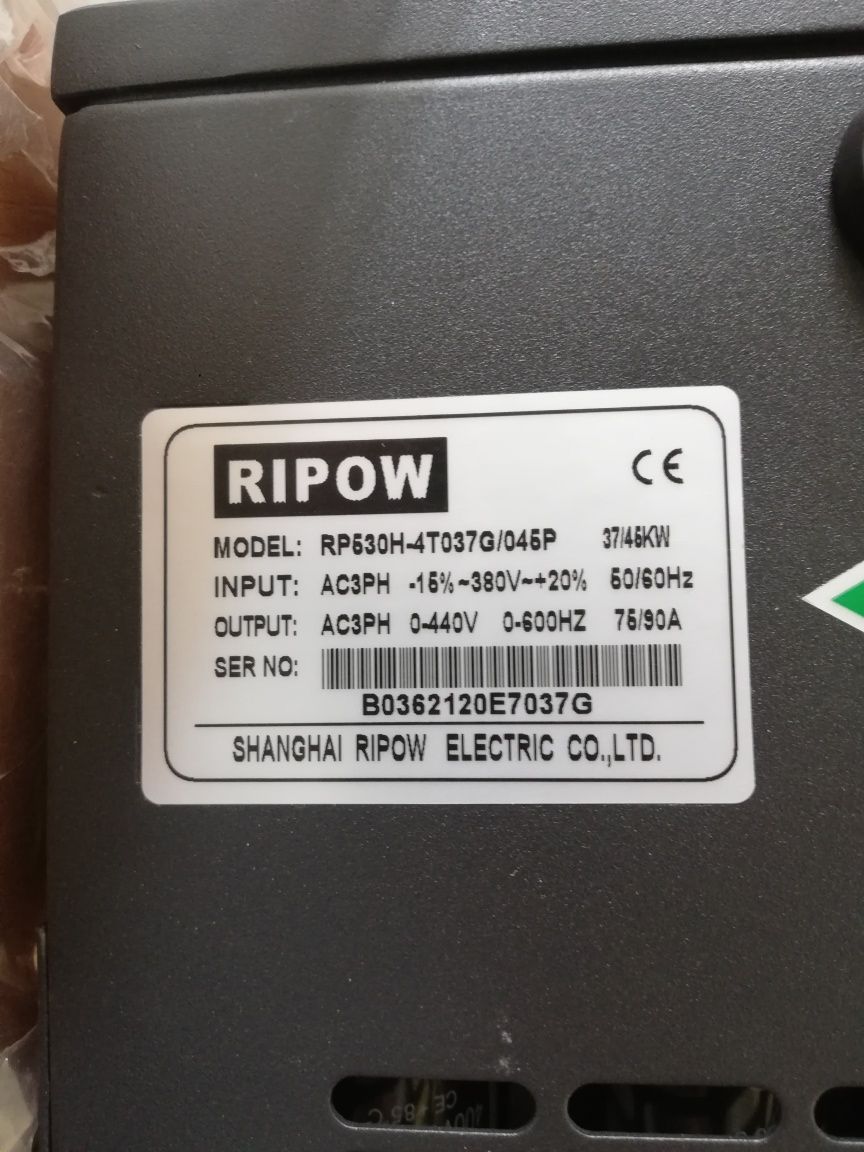 RIPOW CE
MODEL: RP530H-4T037G/045P 37/45KW
INPUT: AC3PH -15%~380V~+20% 50/60Hz
OUTPUT: AC3PH 0-440V 0-600HZ 75/90A
SER NO:
B0362120E7037G
SHANGHAI RIPOW ELECTRIC CO.,LTD.